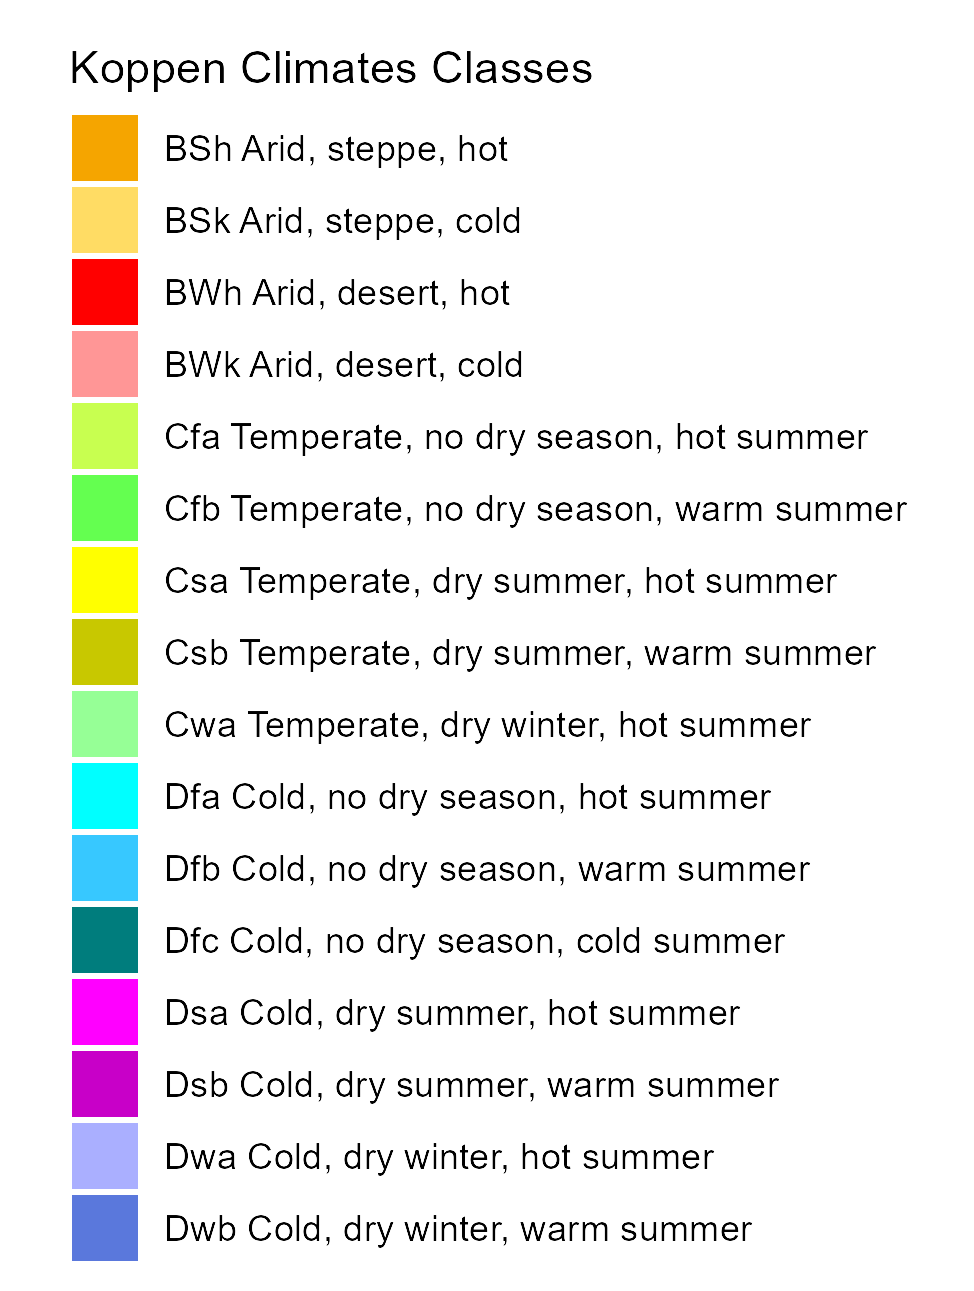 Koppen Climates Classes
BSh Arid, steppe, hot
BSk Arid, steppe, cold
BWh Arid, desert, hot
BWk Arid, desert, cold
Cfa Temperate, no dry season, hot summer
Cfb Temperate, no dry season, warm summer
Csa Temperate, dry summer, hot summer
Csb Temperate, dry summer, warm summer
Cwa Temperate, dry winter, hot summer
Dfa Cold, no dry season, hot summer
Dfb Cold, no dry season, warm summer
Dfc Cold, no dry season, cold summer
Dsa Cold, dry summer, hot summer
Dsb Cold, dry summer, warm summer
Dwa Cold, dry winter, hot summer
Dwb Cold, dry winter, warm summer